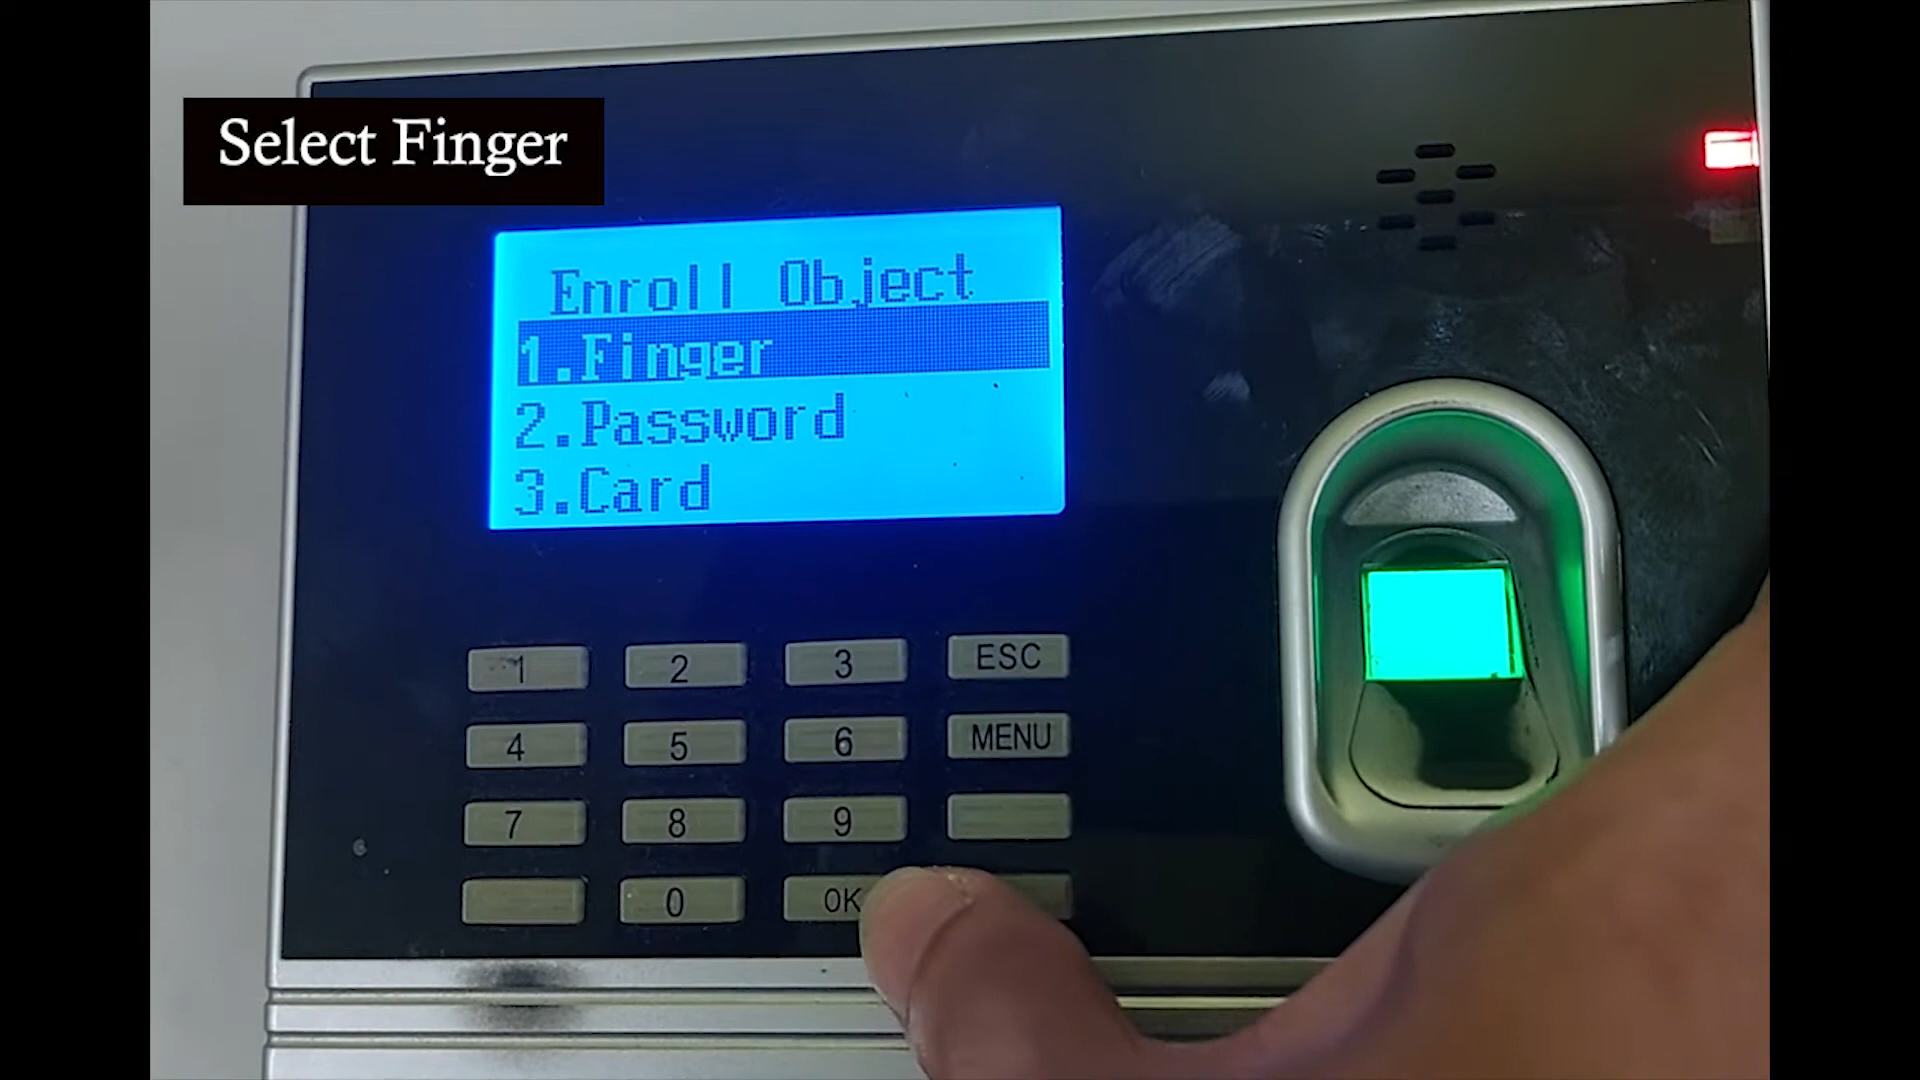 Select Finger
Enroll Object
1.Finger
2.Password
3.Card
1 2 3 ESC
4 5 6 MENU
7 8 9
0 OK